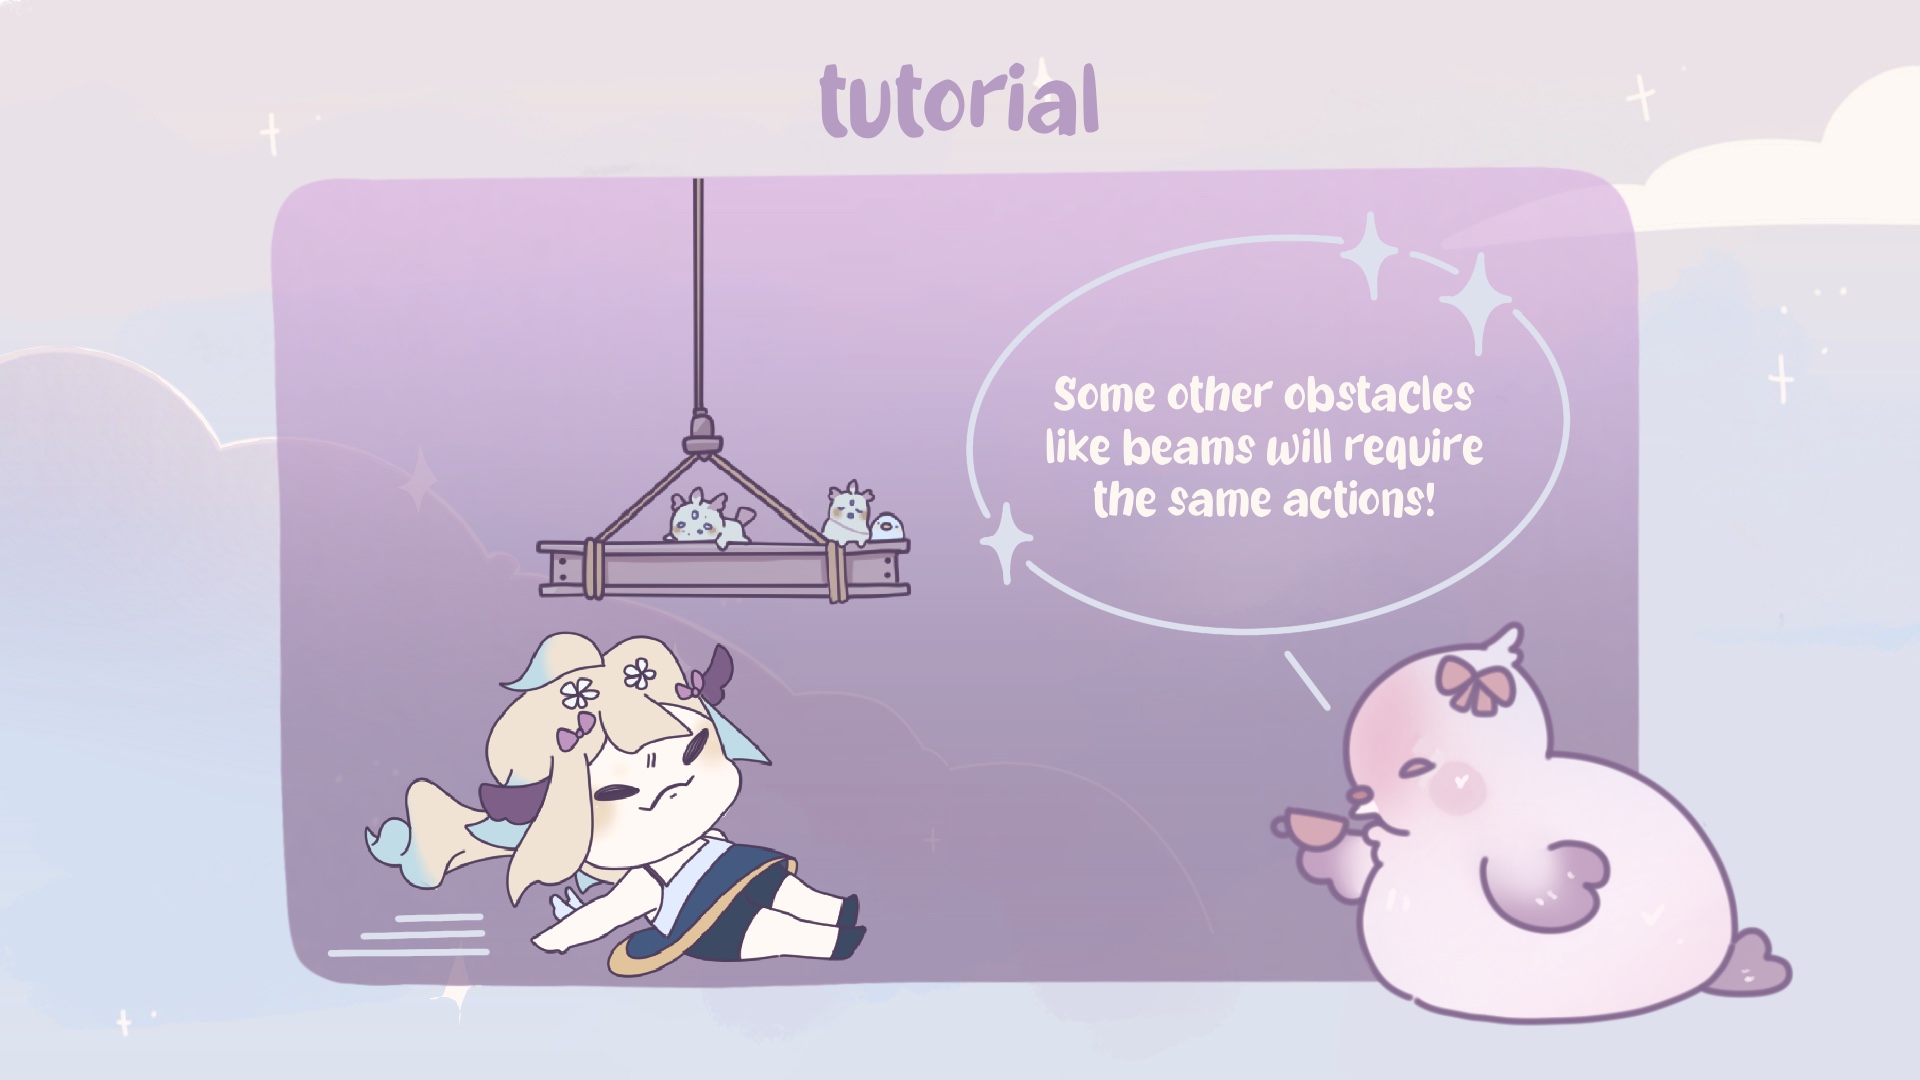 tutorial
Some other obstacles
like beams will require
the same actions!